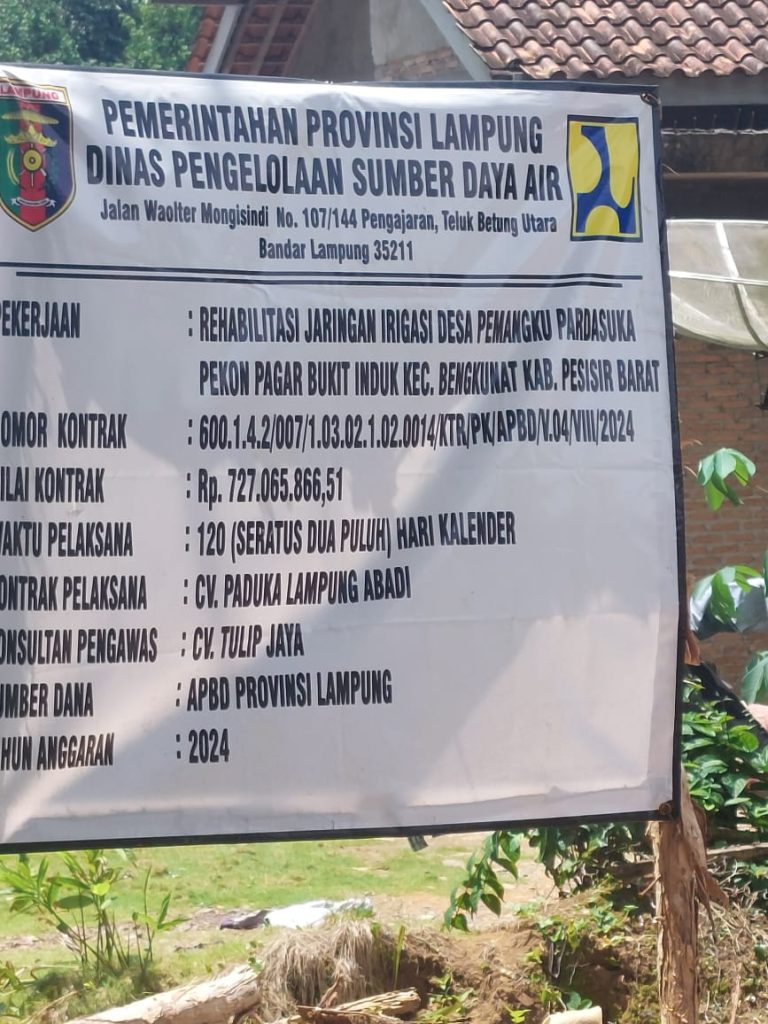 LAMPUNG
PEMERINTAHAN PROVINSI LAMPUNG
DINAS PENGELOLAAN SUMBER DAYA AIR
Jalan Waolter Mongisindi No. 107/144 Pengajaran, Teluk Betung Utara
Bandar Lampung 35211
PEKERJAAN : REHABILITASI JARINGAN IRIGASI DESA PEMANGKU PARDASUKA
PEKON PAGAR BUKIT INDUK KEC. BENGKUNAT KAB. PESISIR BARAT
OMOR KONTRAK : 600.1.4.2/007/1.03.02.1.02.0014/KTR/PK/APBD/V.04/VIII/2024
ILAI KONTRAK : Rp. 727.065.866,51
WAKTU PELAKSANA : 120 (SERATUS DUA PULUH) HARI KALENDER
ONTRAK PELAKSANA : CV. PADUKA LAMPUNG ABADI
ONSULTAN PENGAWAS : CV. TULIP JAYA
UMBER DANA : APBD PROVINSI LAMPUNG
HUN ANGGARAN : 2024